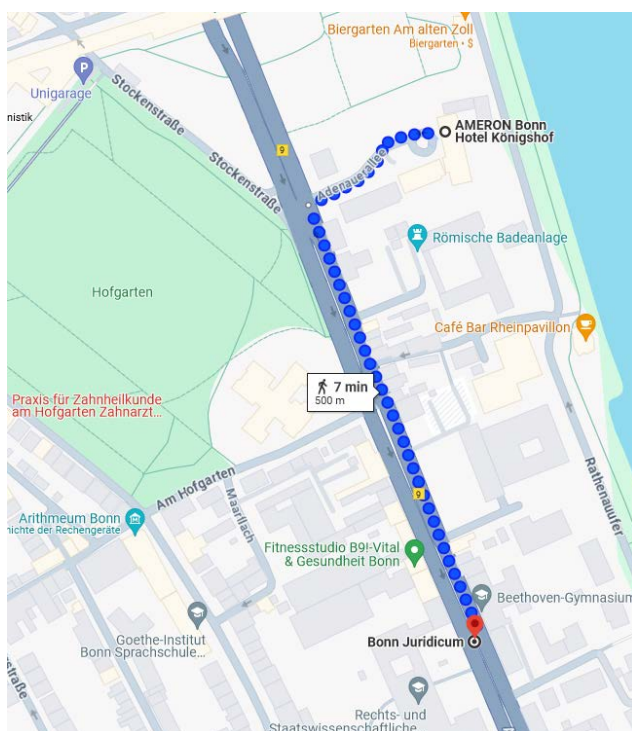 Biergarten Am alten Zoll
Biergarten • $
P
Unigarage
nistik
Stockenstraße
Stockenstraße
9
AMERON Bonn
Hotel Königshof
Adenauerallee
Römische Badeanlage
Hofgarten
Café Bar Rheinpavillon
7 min
500 m
Praxis für Zahnheilkunde
am Hofgarten Zahnarzt...
Am Hofgarten
Maarflach
Rathenauufer
9
Arithmeum Bonn
hichte der Rechengeräte
Fitnessstudio B9!-Vital
& Gesundheit Bonn
Beethoven-Gymnasium
Goethe-Institut
Bonn Sprachschule...
Bonn Juridicum
Rechts- und
Staatswissenschaftliche